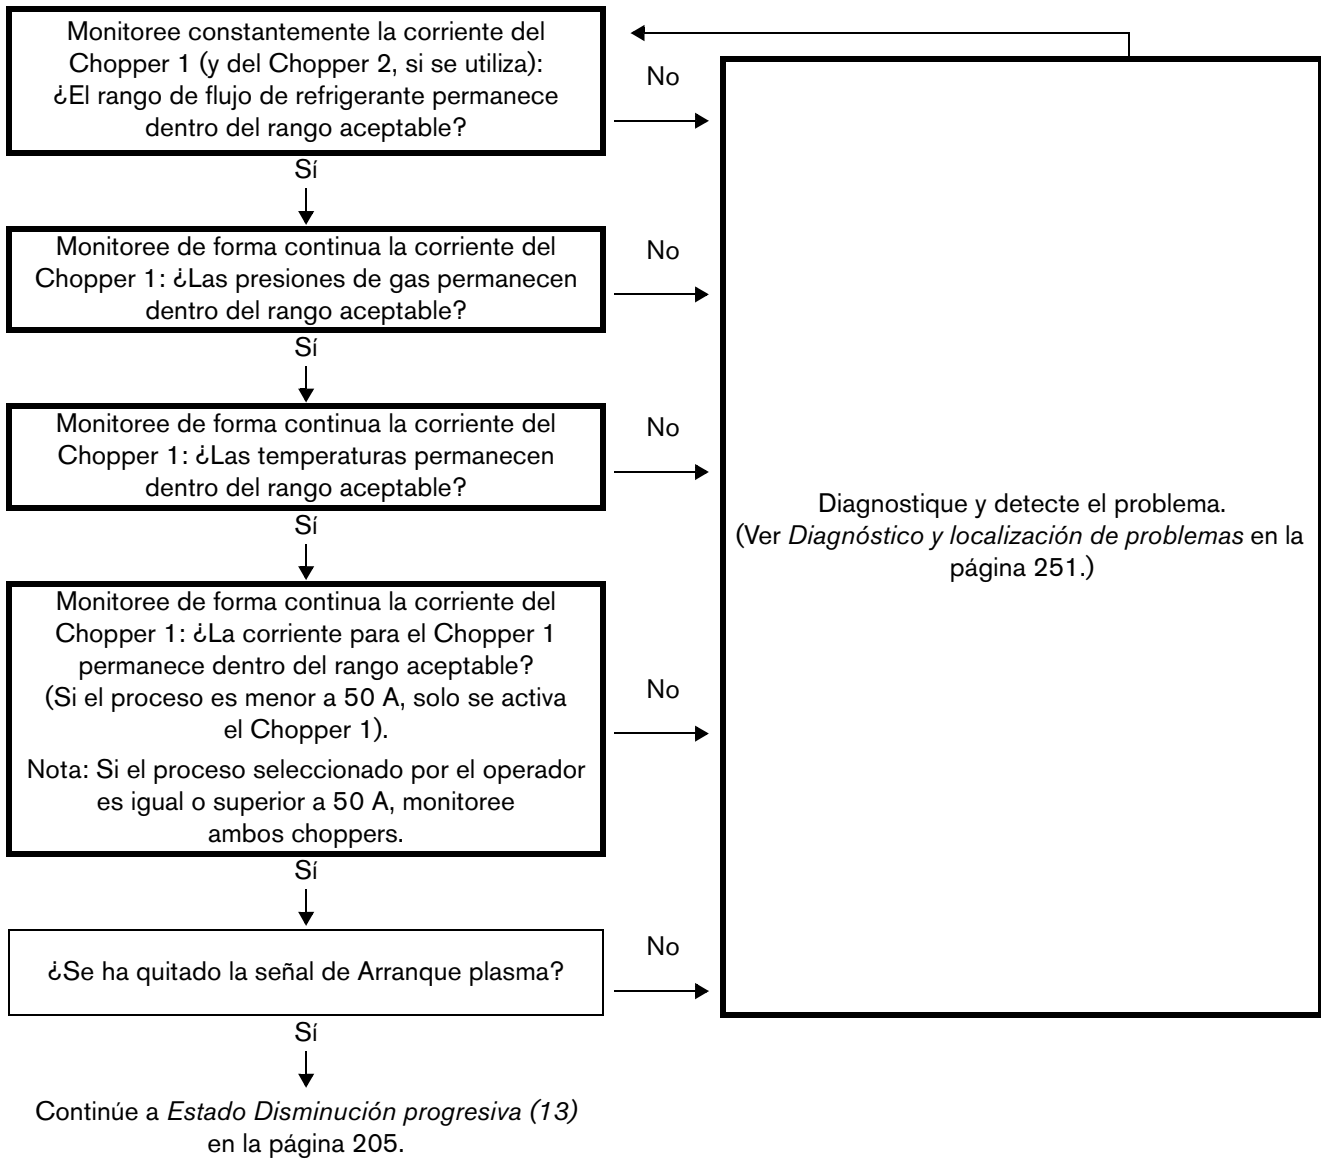 Monitoree constantemente la corriente del
Chopper 1 (y del Chopper 2, si se utiliza):
¿El rango de flujo de refrigerante permanece
dentro del rango aceptable?
No
Sí
Monitoree de forma continua la corriente del
Chopper 1: ¿Las presiones de gas permanecen
dentro del rango aceptable?
No
Sí
Monitoree de forma continua la corriente del
Chopper 1: ¿Las temperaturas permanecen
dentro del rango aceptable?
No
Sí
Monitoree de forma continua la corriente del
Chopper 1: ¿La corriente para el Chopper 1
permanece dentro del rango aceptable?
(Si el proceso es menor a 50 A, solo se activa
el Chopper 1).
Nota: Si el proceso seleccionado por el operador
es igual o superior a 50 A, monitoree
ambos choppers.
No
Sí
¿Se ha quitado la señal de Arranque plasma?
No
Sí
Continúe a Estado Disminución progresiva (13)
en la página 205.
Diagnostique y detecte el problema.
(Ver Diagnóstico y localización de problemas en la
página 251.)